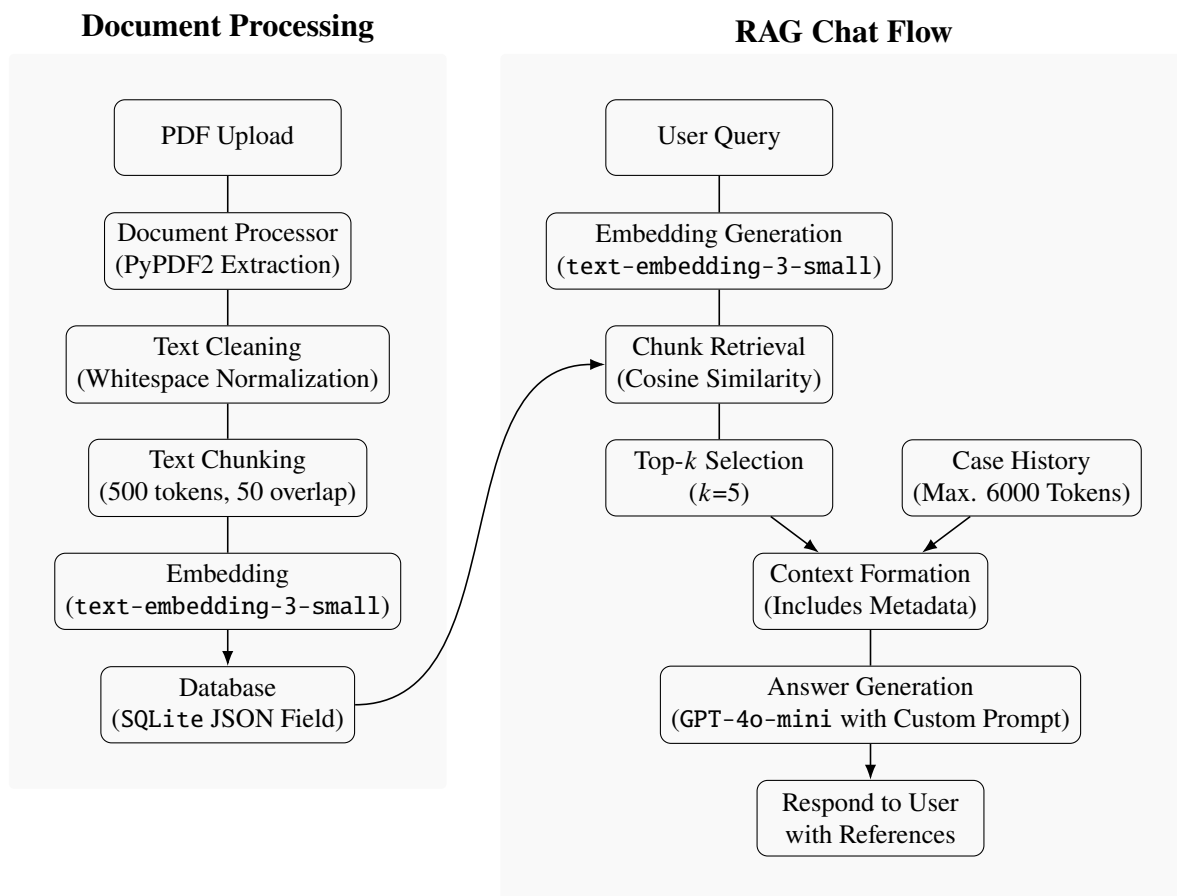 Document Processing
PDF Upload
Document Processor
(PyPDF2 Extraction)
Text Cleaning
(Whitespace Normalization)
Text Chunking
(500 tokens, 50 overlap)
Embedding
(text-embedding-3-small)
Database
(SQLite JSON Field)
RAG Chat Flow
User Query
Embedding Generation
(text-embedding-3-small)
Chunk Retrieval
(Cosine Similarity)
Top-k Selection
(k=5)
Case History
(Max. 6000 Tokens)
Context Formation
(Includes Metadata)
Answer Generation
(GPT-4o-mini with Custom Prompt)
Respond to User
with References